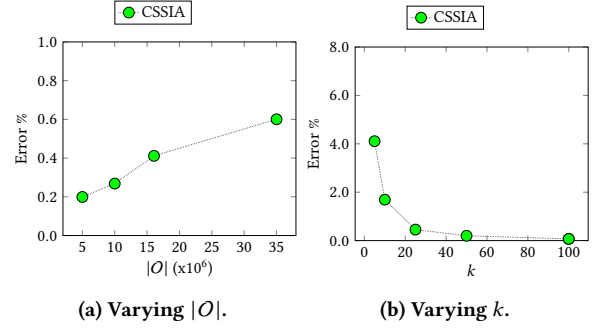 CSSIA
1.0
0.8
0.6
0.4
0.2
0.0
Error %
5 10 15 20 25 30 35
|O| (x10⁶)
(a) Varying |O|.
CSSIA
8.0
6.0
4.0
2.0
0.0
Error %
0 20 40 60 80 100
k
(b) Varying k.